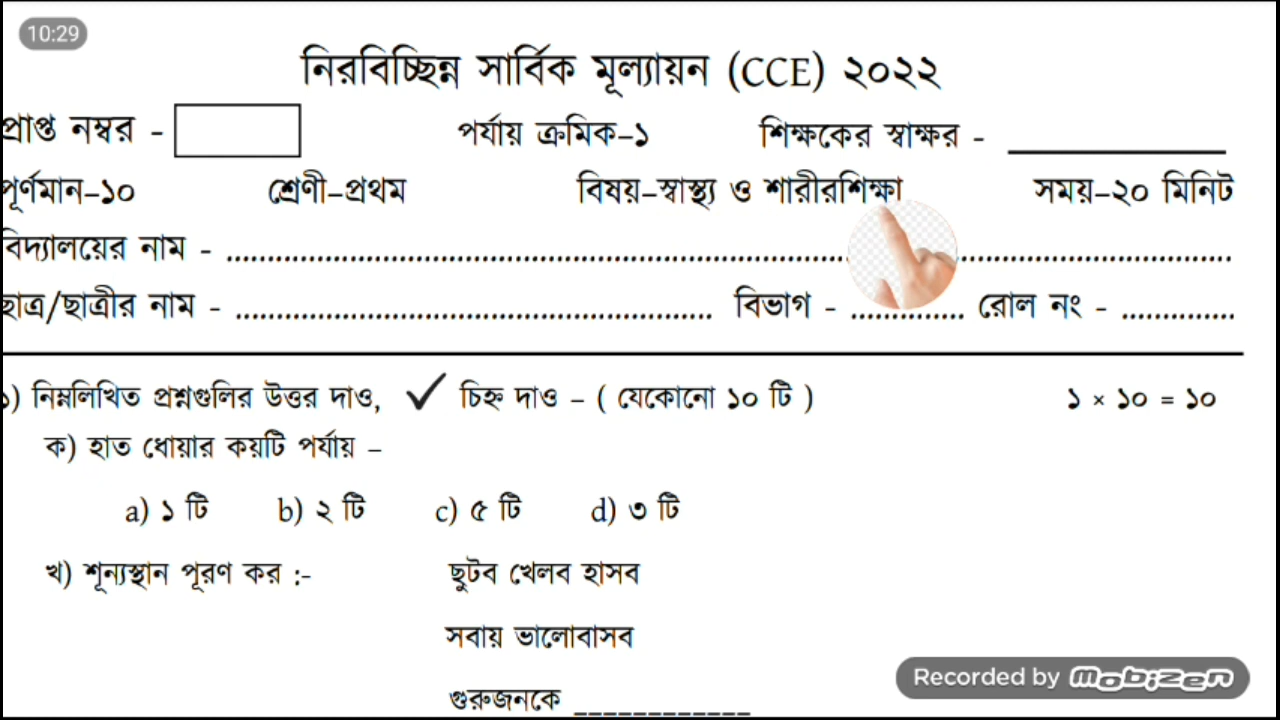 10:29
নিরবিচ্ছিন্ন সার্বিক মূল্যায়ন (CCE) ২০২২
প্রাপ্ত নম্বর - পর্যায় ক্রমিক–১ শিক্ষকের স্বাক্ষর -
পূর্ণমান–১০ শ্রেণী–প্রথম বিষয়–স্বাস্থ্য ও শারীরশিক্ষা সময়–২০ মিনিট
বিদ্যালয়ের নাম - ........................
ছাত্র/ছাত্রীর নাম - ........................ বিভাগ - .............. রোল নং - ..............
১) নিম্নলিখিত প্রশ্নগুলির উত্তর দাও, ✓ চিহ্ন দাও – ( যেকোনো ১০ টি ) ১ × ১০ = ১০
ক) হাত ধোয়ার কয়টি পর্যায় –
a) ১ টি b) ২ টি c) ৫ টি d) ৩ টি
খ) শূন্যস্থান পূরণ কর :- ছুটব খেলব হাসব
সবায় ভালোবাসব
গুরুজনকে ____________
Recorded by Mobizen